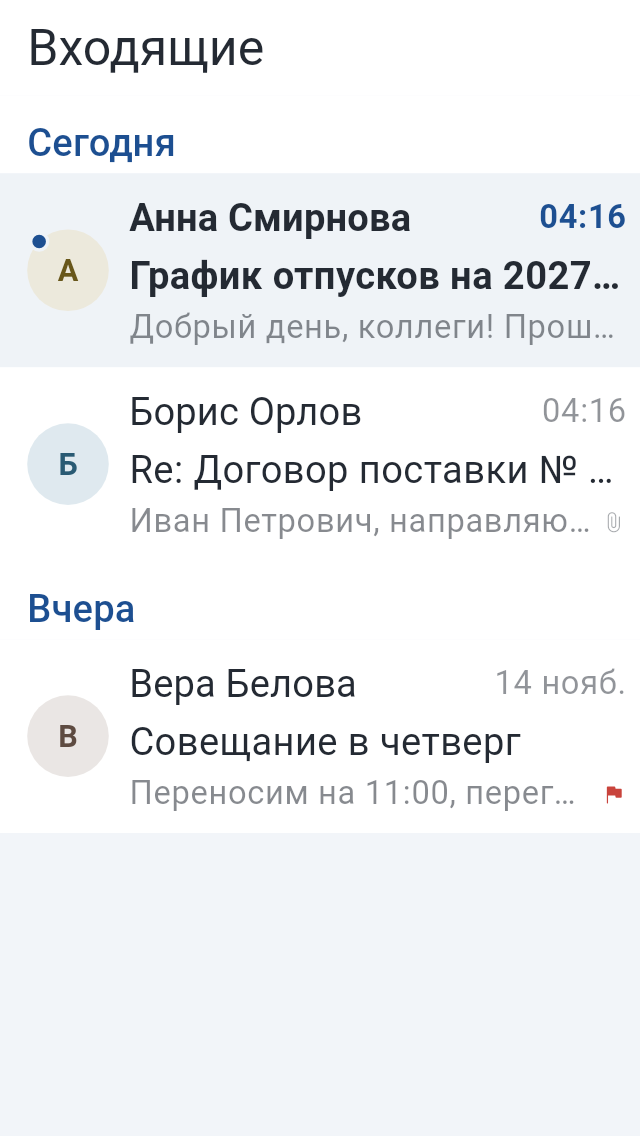 Входящие
Сегодня
Анна Смирнова 04:16
А
График отпусков на 2027…
Добрый день, коллеги! Прош…
Борис Орлов 04:16
Б
Re: Договор поставки № …
Иван Петрович, направляю…
Вчера
Вера Белова 14 нояб.
В
Совещание в четверг
Переносим на 11:00, перег…